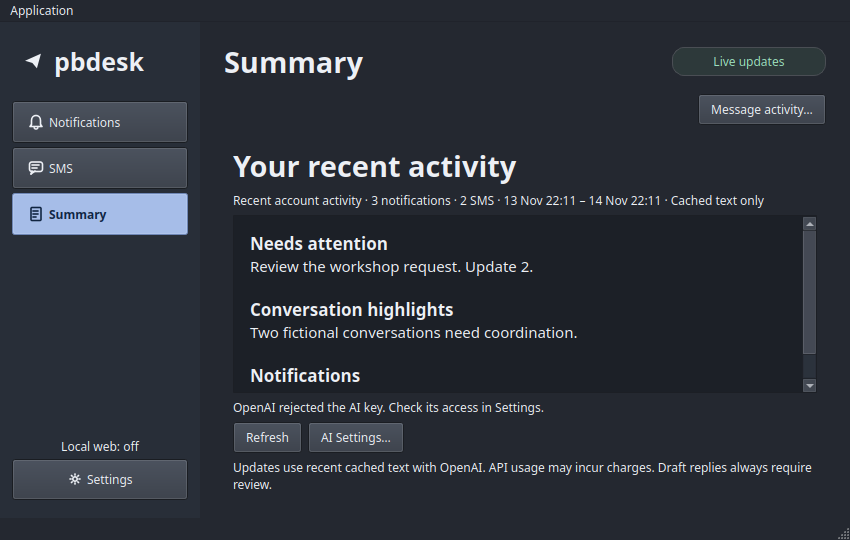 Application
pbdesk
Notifications
SMS
Summary
Local web: off
Settings
Summary
Live updates
Message activity...
Your recent activity
Recent account activity · 3 notifications · 2 SMS · 13 Nov 22:11 – 14 Nov 22:11 · Cached text only
Needs attention
Review the workshop request. Update 2.
Conversation highlights
Two fictional conversations need coordination.
Notifications
OpenAI rejected the AI key. Check its access in Settings.
Refresh
AI Settings...
Updates use recent cached text with OpenAI. API usage may incur charges. Draft replies always require
review.